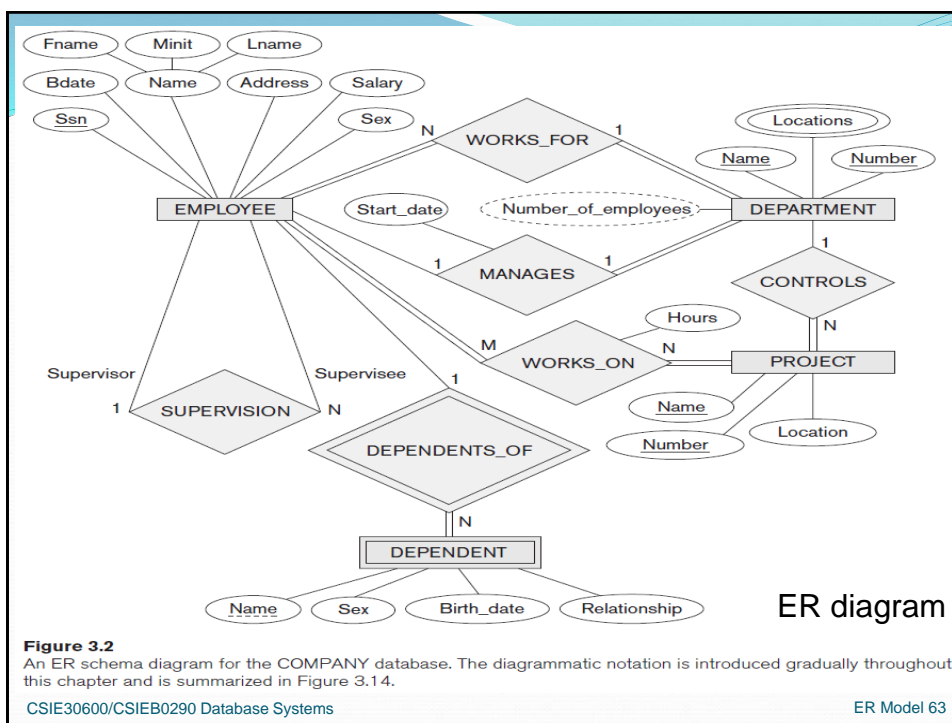 Fname Minit Lname
Bdate Name Address Salary
Ssn Sex
N WORKS_FOR 1
Locations
Name Number
EMPLOYEE Start_date Number_of_employees DEPARTMENT
1 MANAGES 1
1
CONTROLS
N
Hours
M WORKS_ON N
PROJECT
Supervisor Supervisee 1
1 SUPERVISION N
Name
Number Location
DEPENDENTS_OF
N
DEPENDENT
Name Sex Birth_date Relationship
ER diagram
Figure 3.2
An ER schema diagram for the COMPANY database. The diagrammatic notation is introduced gradually throughout
this chapter and is summarized in Figure 3.14.
CSIE30600/CSIEB0290 Database Systems ER Model 63